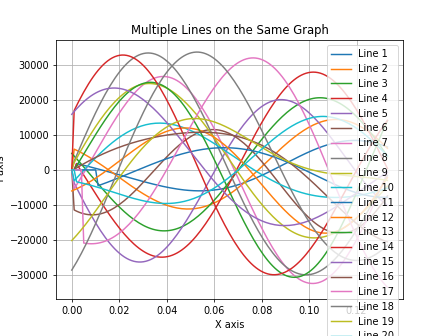 Multiple Lines on the Same Graph
30000
20000
10000
0
−10000
−20000
−30000
0.00
0.02
0.04
0.06
0.08
0.10
X axis
Line 1
Line 2
Line 3
Line 4
Line 5
Line 6
Line 7
Line 8
Line 9
Line 10
Line 11
Line 12
Line 13
Line 14
Line 15
Line 16
Line 17
Line 18
Line 19
Line 20